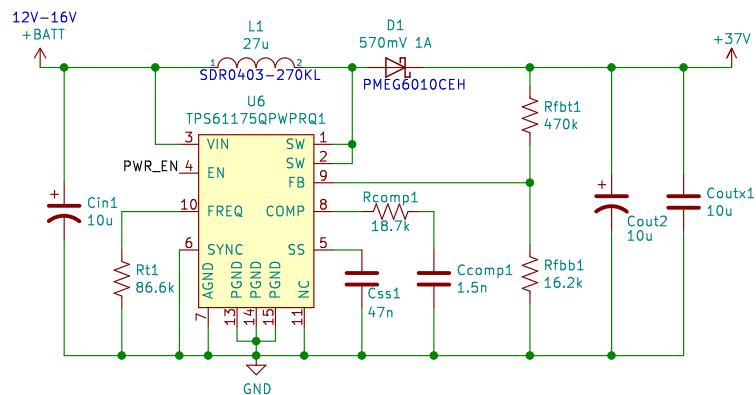 12V-16V
+BATT
L1
27u
1
2
SDR0403-270KL
D1
570mV 1A
PMEG6010CEH
+37V
U6
TPS61175QPWPRQ1
3
VIN
SW
1
SW
2
PWR_EN
4
EN
FB
9
10
FREQ
COMP
8
6
SYNC
SS
5
AGND
PGND
PGND
PGND
NC
7
13
14
15
11
Rfbt1
470k
Rcomp1
18.7k
Cin1
10u
Rt1
86.6k
Css1
47n
Ccomp1
1.5n
Rfbb1
16.2k
Cout2
10u
Coutx1
10u
GND